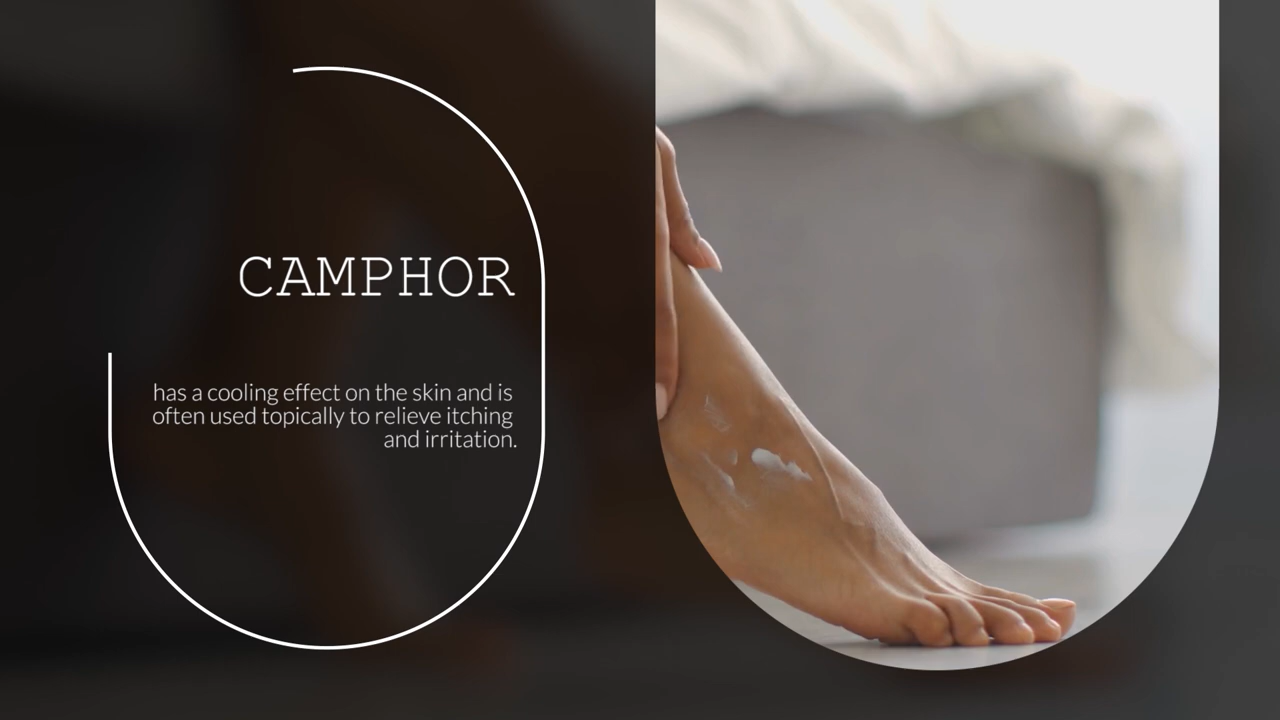 CAMPHOR
has a cooling effect on the skin and is
often used topically to relieve itching
and irritation.